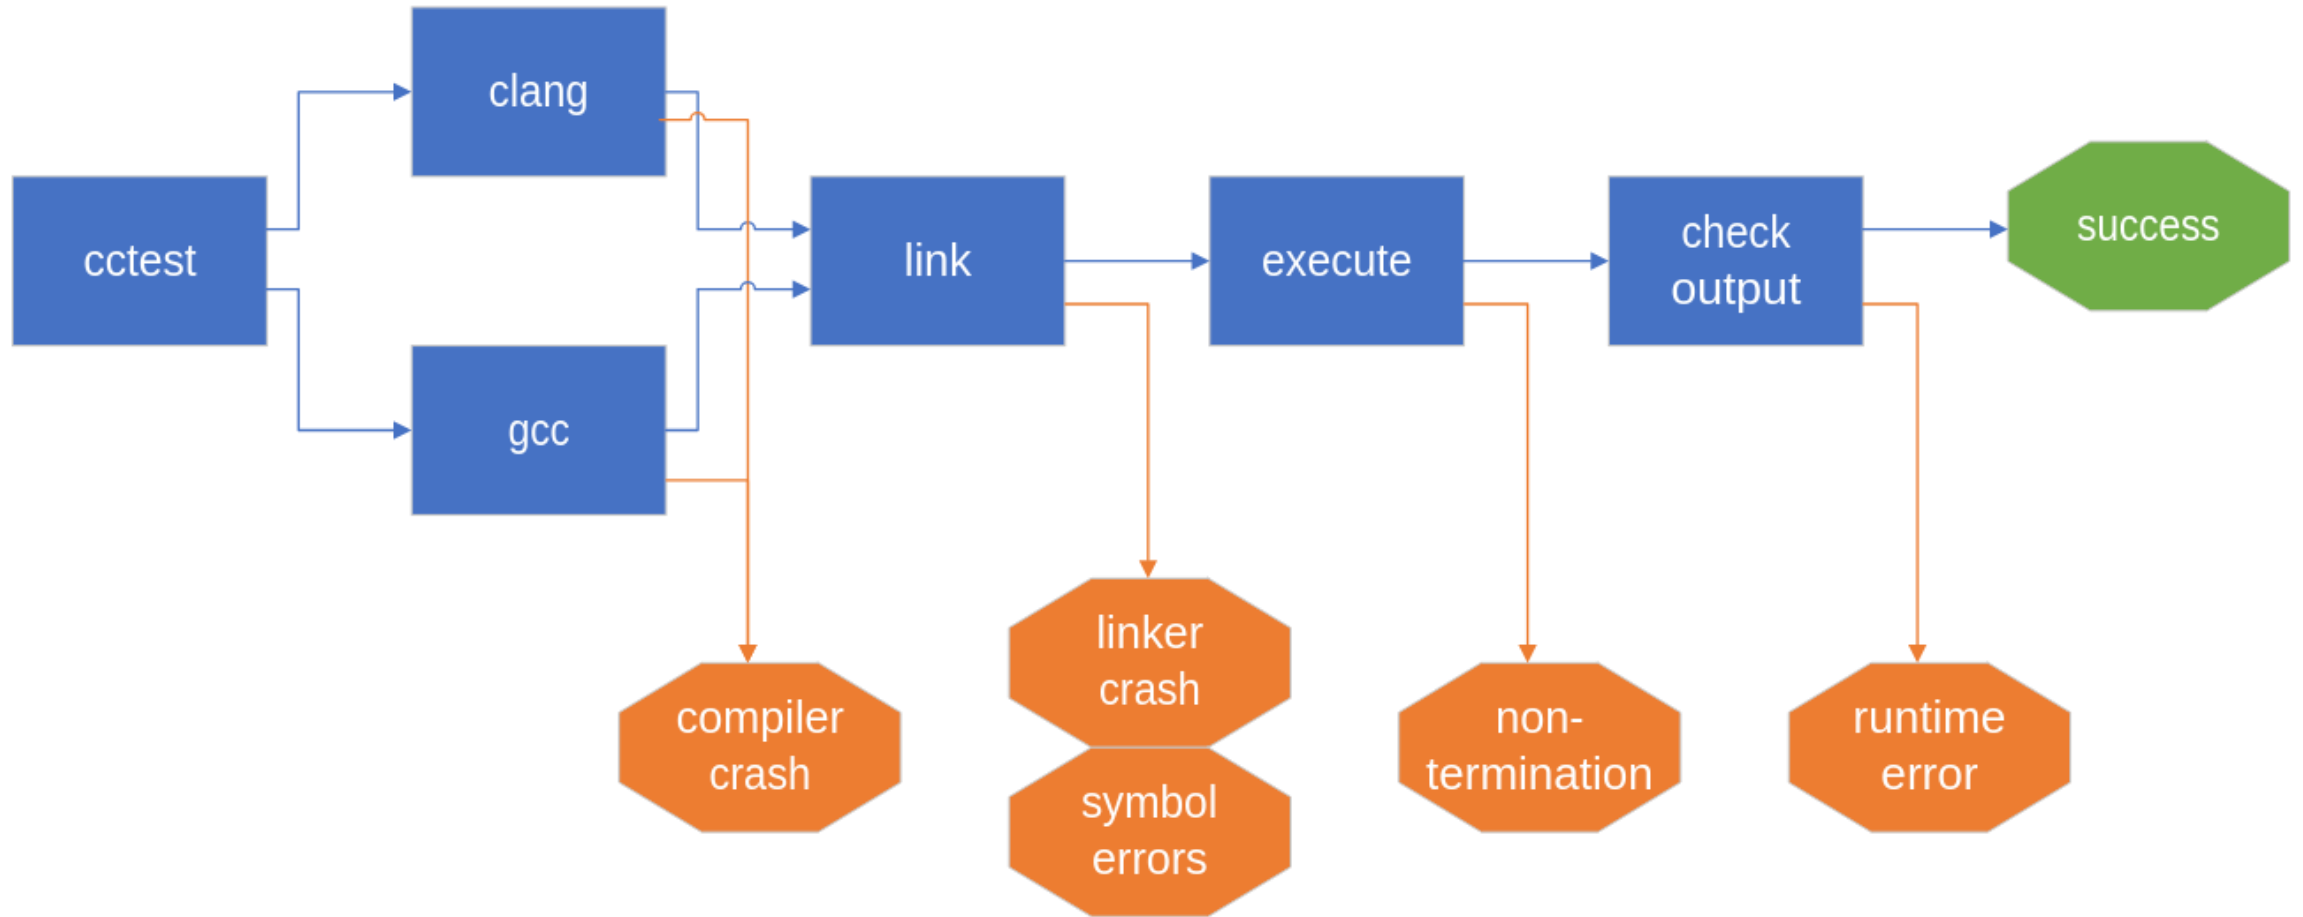 clang
cctest
gcc
link
execute
check
output
success
compiler
crash
linker
crash
symbol
errors
non-
termination
runtime
error